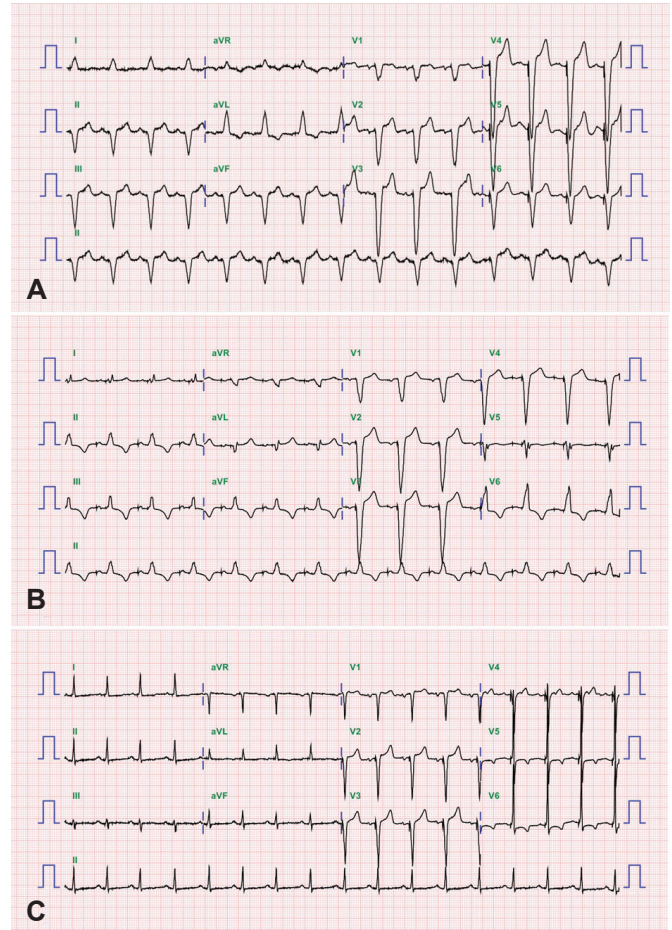 I aVR V1 V4
II aVL V2 V5
III aVF V3 V6
II
A
I aVR V1 V4
II aVL V2 V5
III aVF V6
II
B
I aVR V1 V4
II aVL V2 V5
III aVF V3 V6
II
C